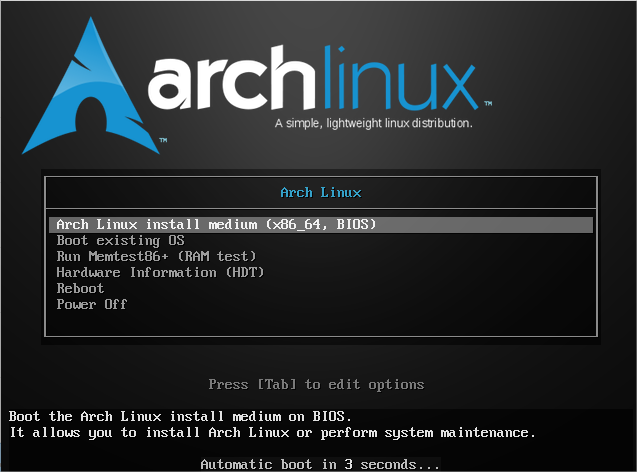 archlinux™
A simple, lightweight linux distribution.
™
Arch Linux
Arch Linux install medium (x86_64, BIOS)
Boot existing OS
Run Memtest86+ (RAM test)
Hardware Information (HDT)
Reboot
Power Off
Press [Tab] to edit options
Boot the Arch Linux install medium on BIOS.
It allows you to install Arch Linux or perform system maintenance.
Automatic boot in 3 seconds...